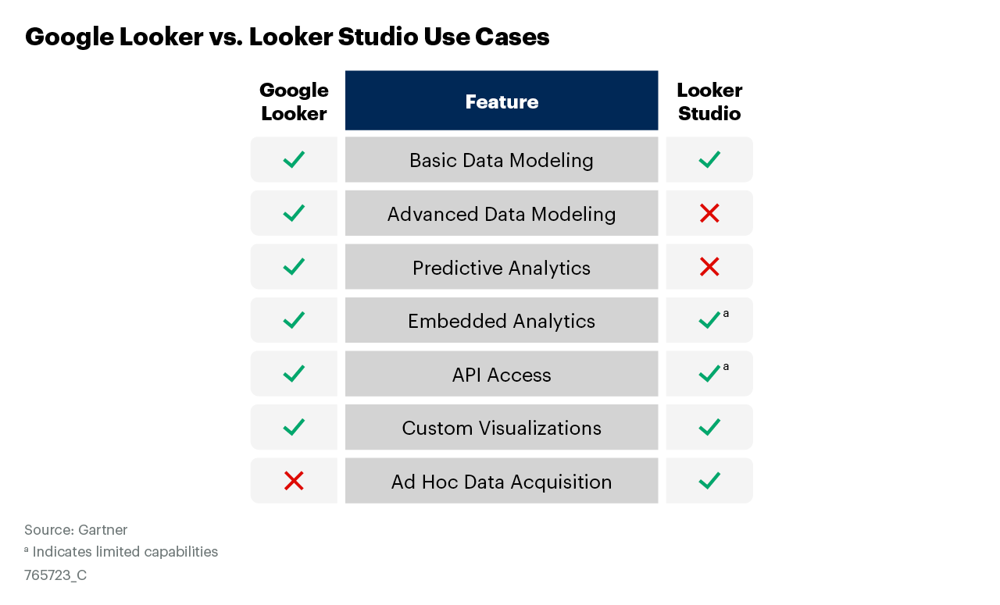 Google Looker vs. Looker Studio Use Cases
Google
Looker
Feature
Looker
Studio
Basic Data Modeling
Advanced Data Modeling
Predictive Analytics
Embedded Analytics
a
API Access
a
Custom Visualizations
Ad Hoc Data Acquisition
Source: Gartner
a Indicates limited capabilities
765723_C